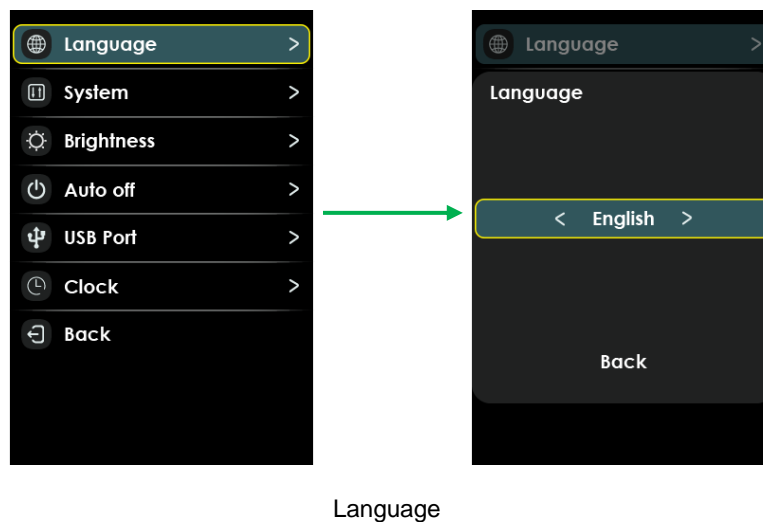 Language >
System >
Brightness >
Auto off >
USB Port >
Clock >
Back
Language >
Language
< English >
Back
Language